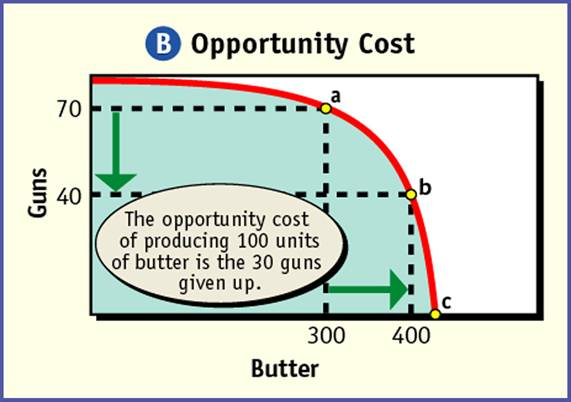 B Opportunity Cost
a
70
b
40
Guns
The opportunity cost
of producing 100 units
of butter is the 30 guns
given up.
c
300 400
Butter